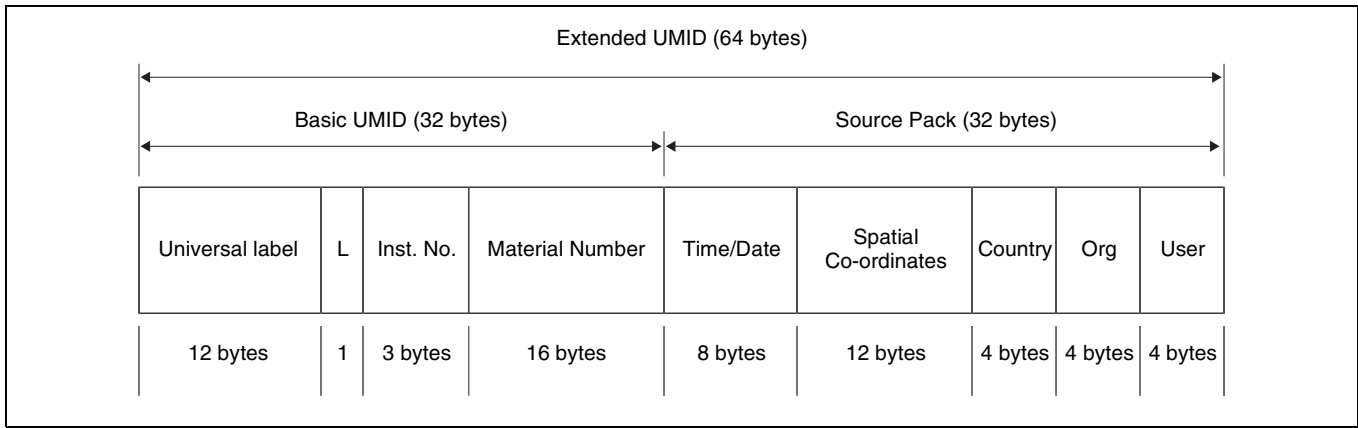 Extended UMID (64 bytes)
Basic UMID (32 bytes)
Source Pack (32 bytes)
Universal label
L
Inst. No.
Material Number
Time/Date
Spatial
Co-ordinates
Country
Org
User
12 bytes
1
3 bytes
16 bytes
8 bytes
12 bytes
4 bytes
4 bytes
4 bytes